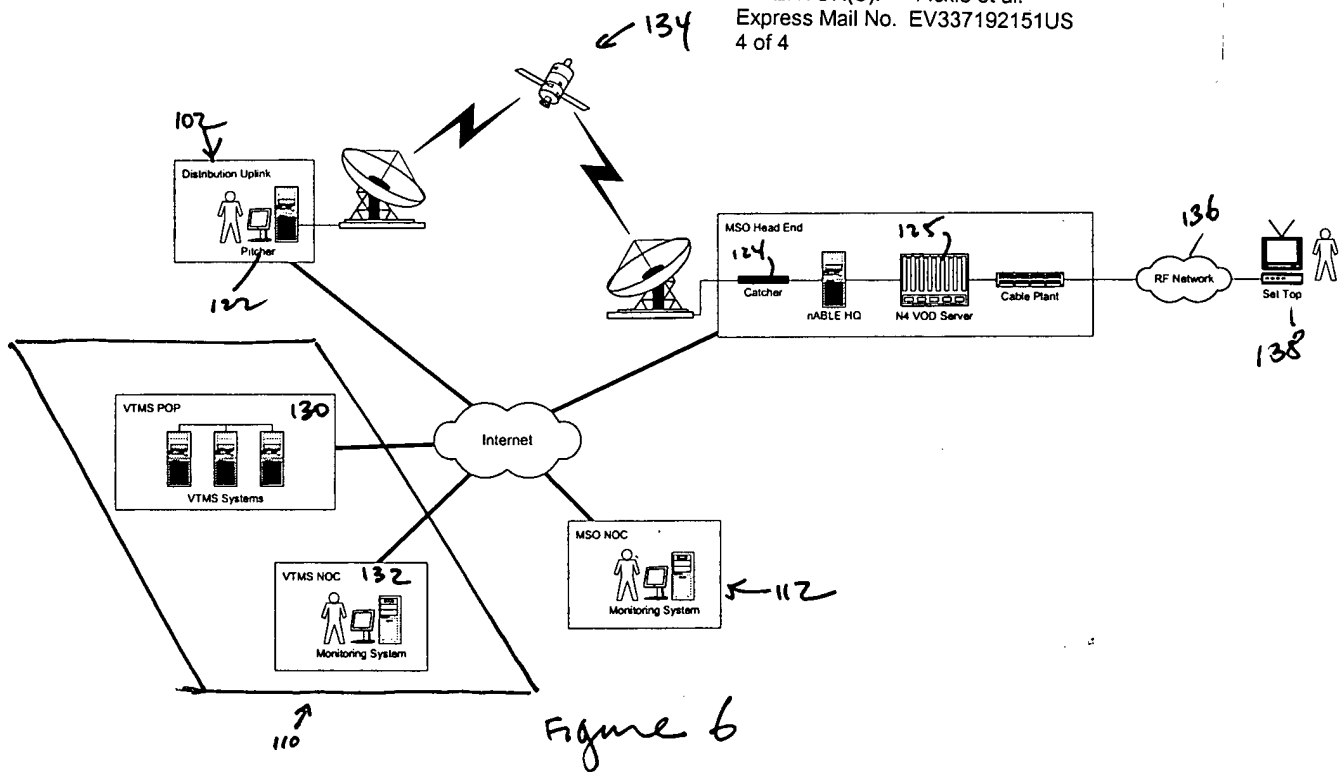 Express Mail No. EV337192151US
4 of 4
134
102
Distribution Uplink
Pitcher
122
MSO Head End
124
125
Catcher
nABLE HQ
N4 VOD Server
Cable Plant
136
RF Network
Set Top
138
VTMS POP
130
VTMS Systems
Internet
VTMS NOC
132
Monitoring System
MSO NOC
Monitoring System
112
110
Figure 6